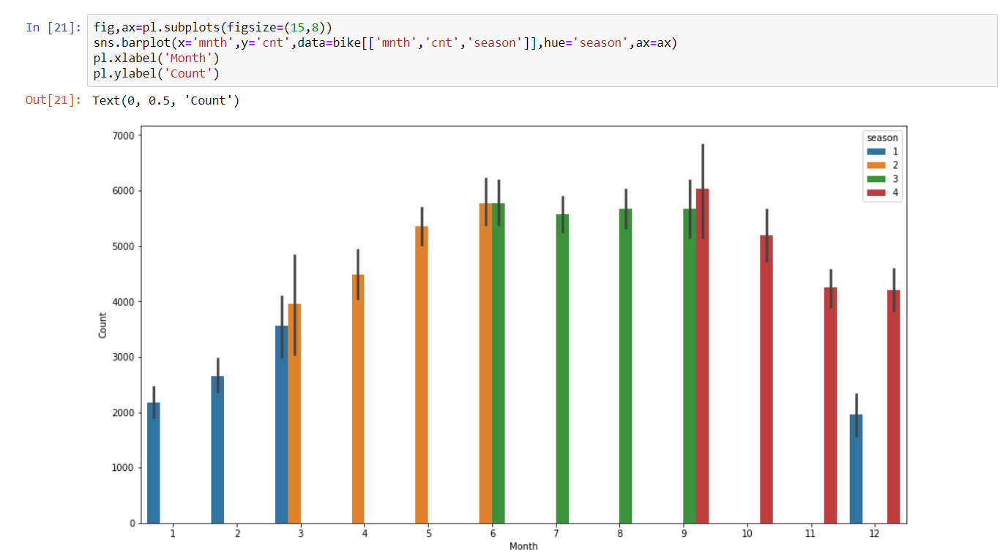 In [21]: fig,ax=pl.subplots(figsize=(15,8))
sns.barplot(x='mnth',y='cnt',data=bike[['mnth','cnt','season']],hue='season',ax=ax)
pl.xlabel('Month')
pl.ylabel('Count')
Out[21]: Text(0, 0.5, 'Count')
season
1
2
3
4
7000
6000
5000
4000
3000
2000
1000
0
Count
1 2 3 4 5 6 7 8 9 10 11 12
Month